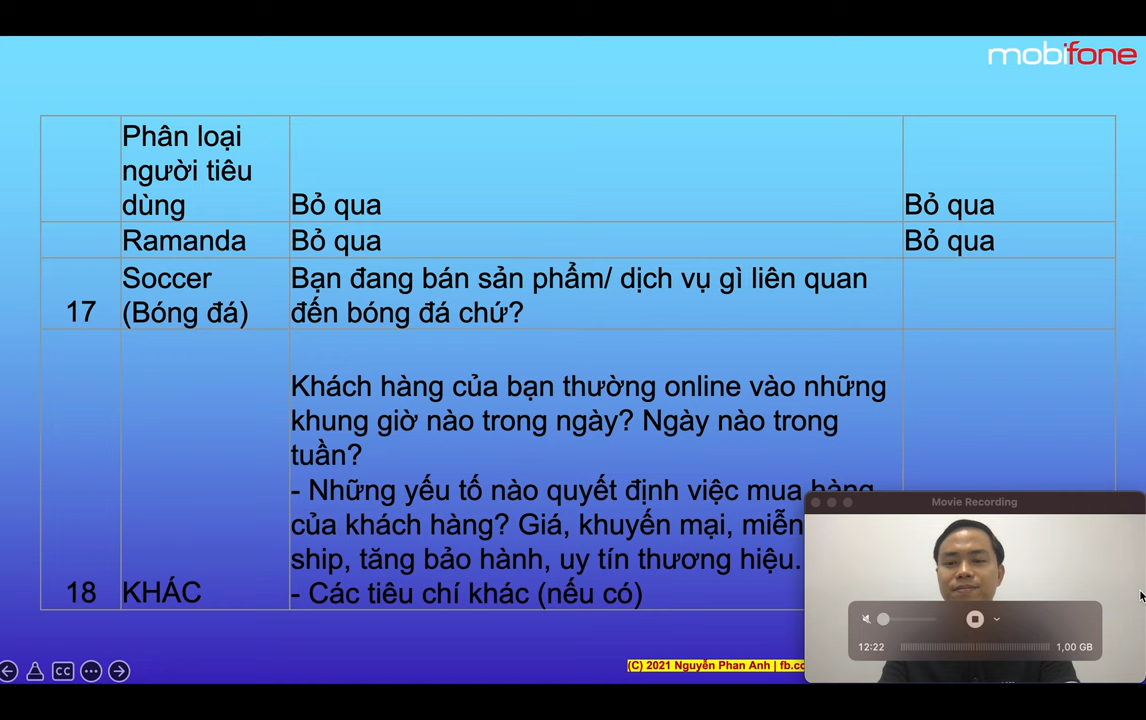 mobifone
Phân loại
người tiêu
dùng
Bỏ qua
Bỏ qua
Ramanda
Bỏ qua
Bỏ qua
17
Soccer
(Bóng đá)
Bạn đang bán sản phẩm/ dịch vụ gì liên quan
đến bóng đá chứ?
18
KHÁC
Khách hàng của bạn thường online vào những
khung giờ nào trong ngày? Ngày nào trong
tuần?
- Những yếu tố nào quyết định việc mua hàng
của khách hàng? Giá, khuyến mại, miễn
ship, tăng bảo hành, uy tín thương hiệu.
- Các tiêu chí khác (nếu có)
Movie Recording
12:22
1,00 GB
CC
(C) 2021 Nguyễn Phan Anh | fb.co